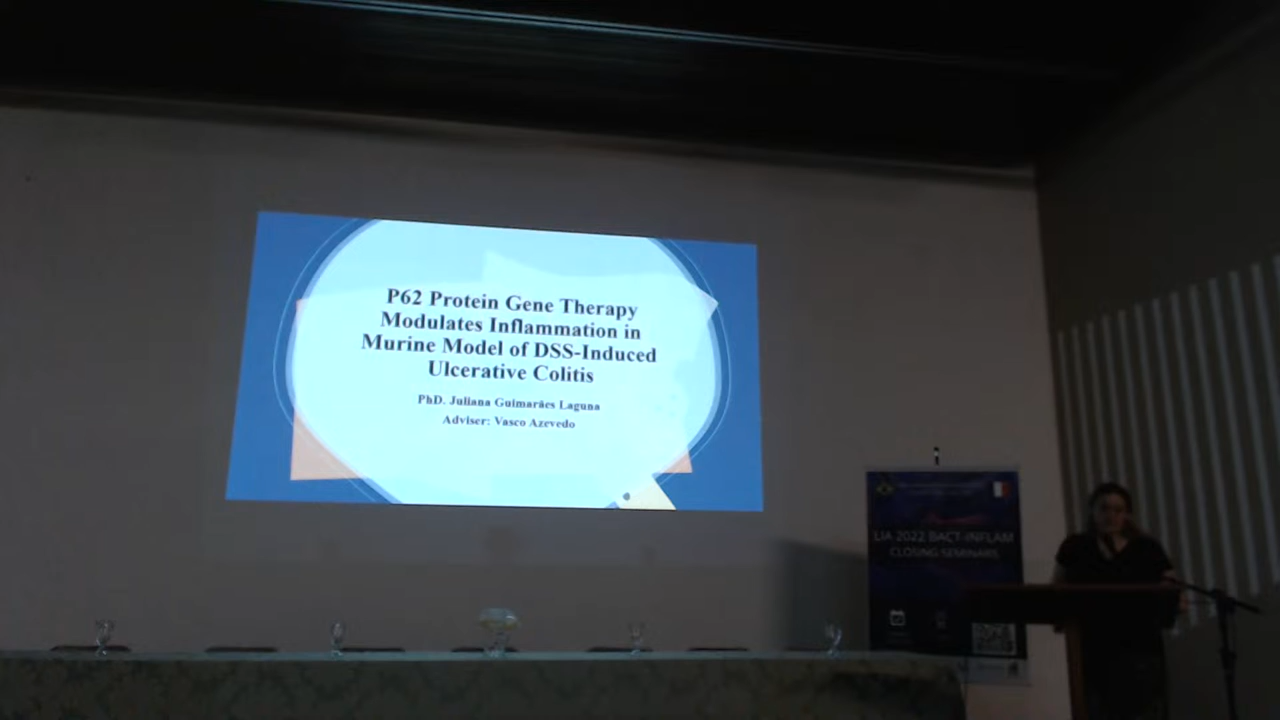 P62 Protein Gene Therapy
Modulates Inflammation in
Murine Model of DSS-Induced
Ulcerative Colitis
PhD. Juliana Guimarães Laguna
Adviser: Vasco Azevedo
LIA 2022 BACT-INFLAM
CLOSING SEMINARS